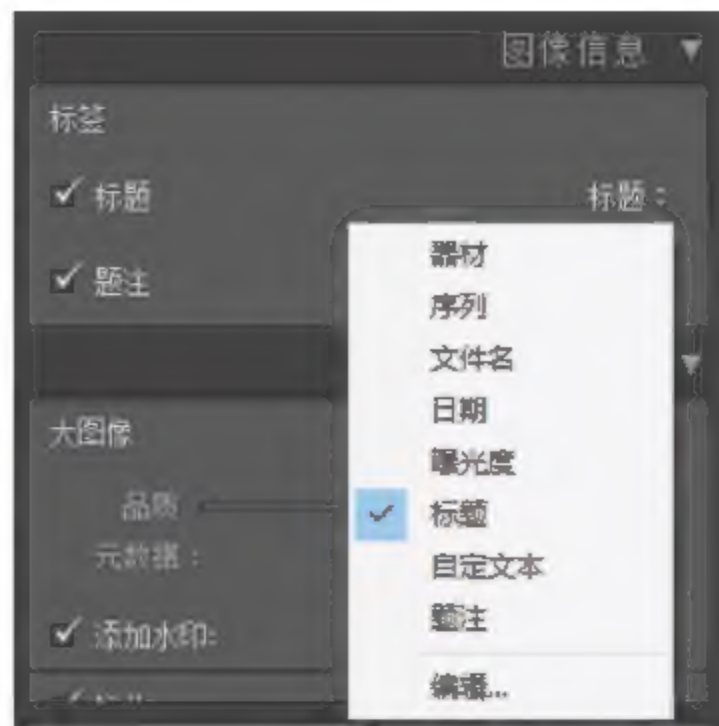 图像信息
标签
标题 标题：
题注
大图像
品质
元数据：
添加水印：
器材
序列
文件名
日期
曝光度
标题
自定文本
题注
编辑...